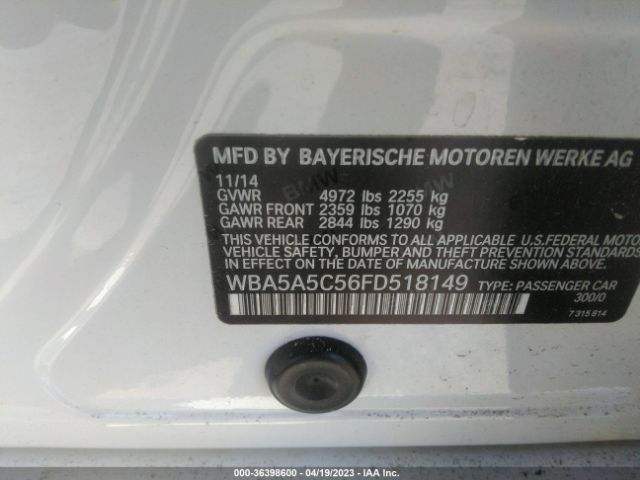 MFD BY BAYERISCHE MOTOREN WERKE AG
11/14
GVWR 4972 lbs 2255 kg
GAWR FRONT 2359 lbs 1070 kg
GAWR REAR 2844 lbs 1290 kg
THIS VEHICLE CONFORMS TO ALL APPLICABLE U.S.FEDERAL MOTOR
VEHICLE SAFETY, BUMPER AND THEFT PREVENTION STANDARDS
IN EFFECT ON THE DATE OF MANUFACTURE SHOWN ABOVE.
WBA5A5C56FD518149 TYPE: PASSENGER CAR
300/0
7315814
000-36398600 - 04/19/2023 - IAA Inc.